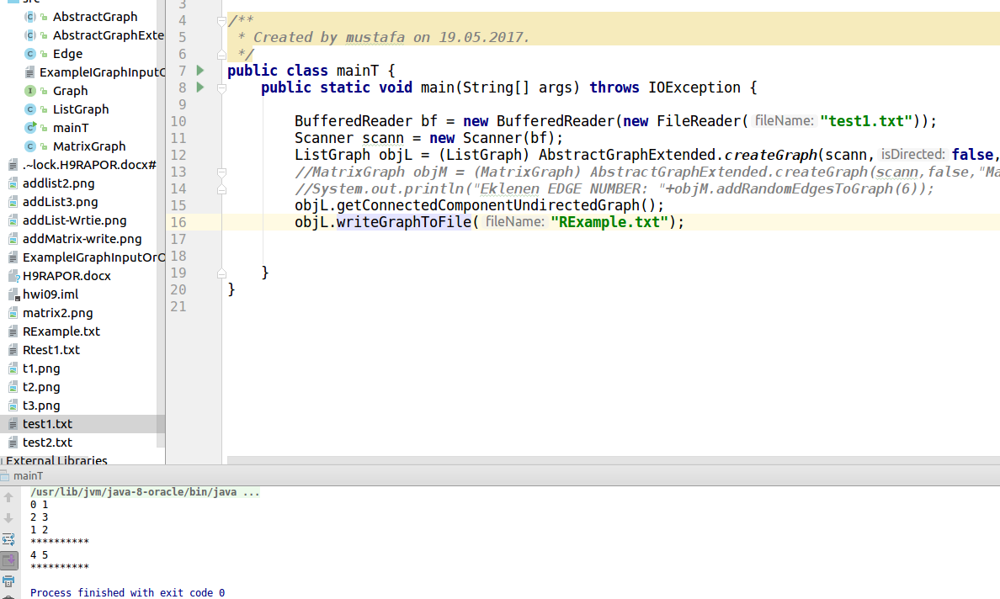 src
AbstractGraph
AbstractGraphExte
Edge
ExampleIGraphInputO
Graph
ListGraph
mainT
MatrixGraph
.~lock.H9RAPOR.docx#
addlist2.png
addList3.png
addList-Wrtie.png
addMatrix-write.png
ExampleIGraphInputOrO
H9RAPOR.docx
hwi09.iml
matrix2.png
RExample.txt
Rtest1.txt
t1.png
t2.png
t3.png
test1.txt
test2.txt
External Libraries
3
4 /**
5 * Created by mustafa on 19.05.2017.
6 */
7 public class mainT {
8 public static void main(String[] args) throws IOException {
9
10 BufferedReader bf = new BufferedReader(new FileReader( fileName: "test1.txt"));
11 Scanner scann = new Scanner(bf);
12 ListGraph objL = (ListGraph) AbstractGraphExtended.createGraph(scann, isDirected: false,
13 //MatrixGraph objM = (MatrixGraph) AbstractGraphExtended.createGraph(scann,false,"Ma
14 //System.out.println("Eklenen EDGE NUMBER: "+objM.addRandomEdgesToGraph(6));
15 objL.getConnectedComponentUndirectedGraph();
16 objL.writeGraphToFile( fileName: "RExample.txt");
17
18
19 }
20 }
21
mainT
/usr/lib/jvm/java-8-oracle/bin/java ...
0 1
2 3
1 2
**********
4 5
**********
Process finished with exit code 0